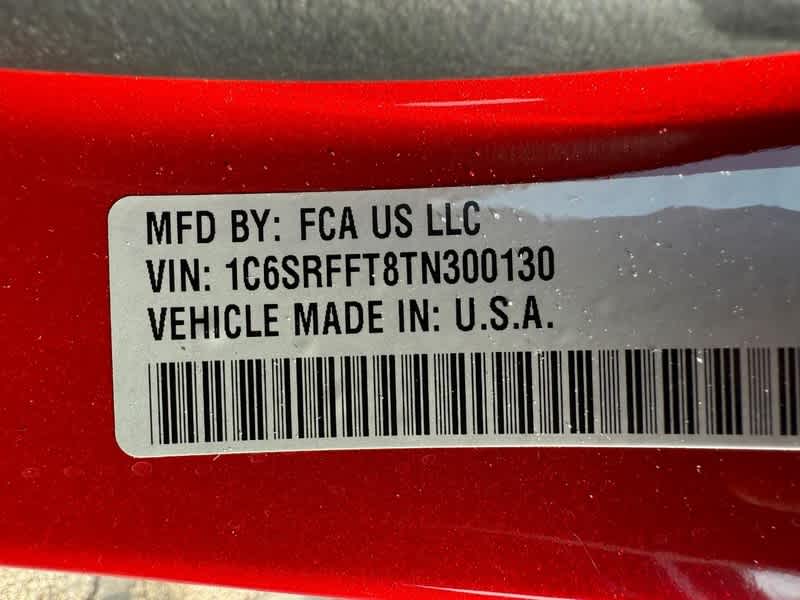 MFD BY: FCA US LLC
VIN: 1C6SRFFT8TN300130
VEHICLE MADE IN: U.S.A.